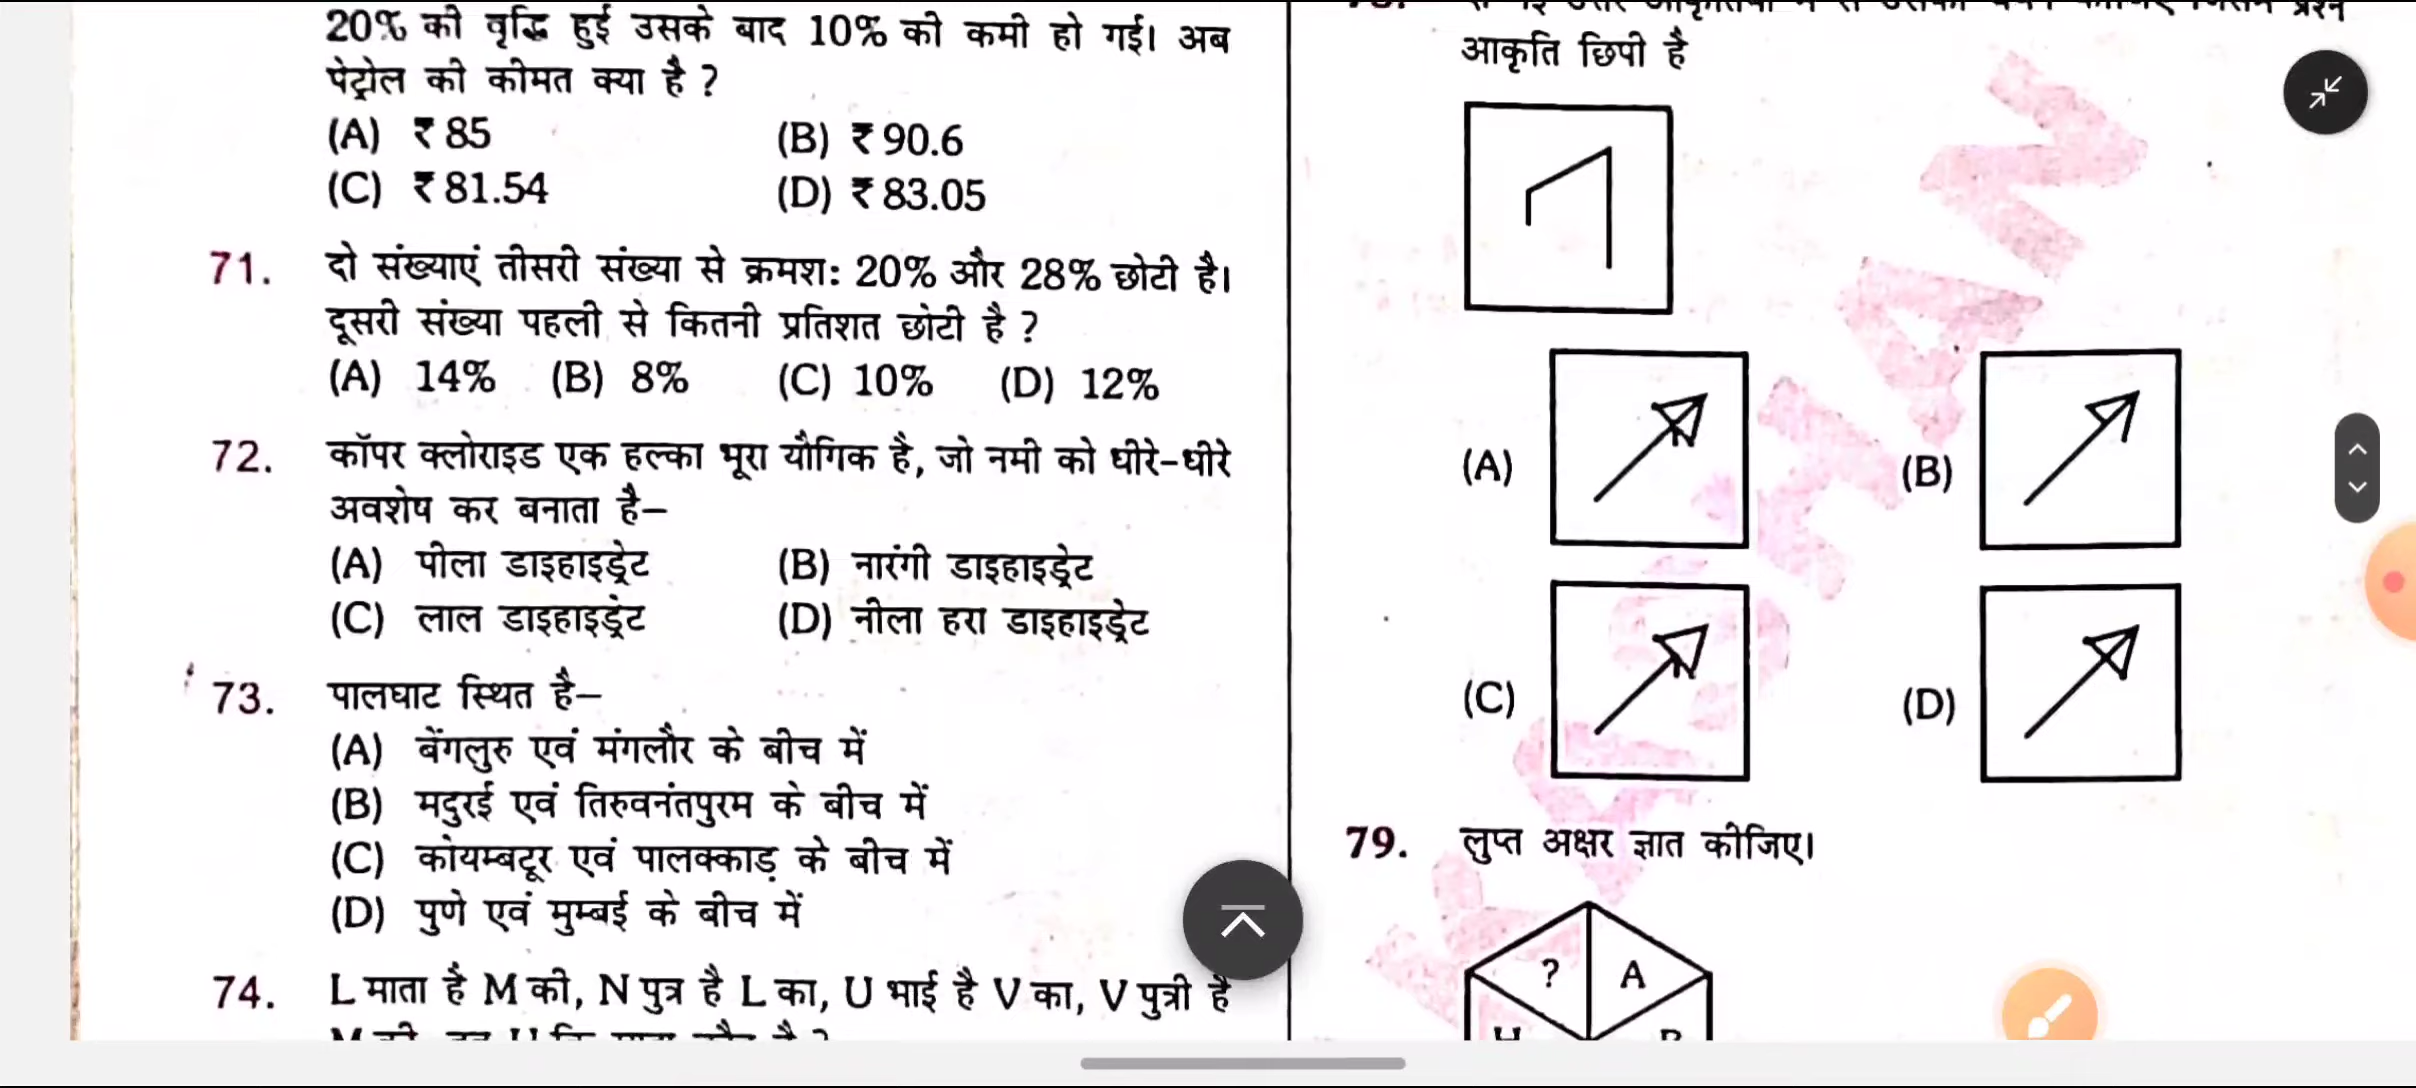 20% की वृद्धि हुई उसके बाद 10% की कमी हो गई। अब
पेट्रोल की कीमत क्या है ?
(A) ₹ 85 (B) ₹ 90.6
(C) ₹ 81.54 (D) ₹ 83.05
71. दो संख्याएं तीसरी संख्या से क्रमश: 20% और 28% छोटी है।
दूसरी संख्या पहली से कितनी प्रतिशत छोटी है ?
(A) 14% (B) 8% (C) 10% (D) 12%
72. कॉपर क्लोराइड एक हल्का भूरा यौगिक है, जो नमी को धीरे-धीरे
अवशेष कर बनाता है–
(A) पीला डाइहाइड्रेट (B) नारंगी डाइहाइड्रेट
(C) लाल डाइहाइड्रेट (D) नीला हरा डाइहाइड्रेट
73. पालघाट स्थित है–
(A) बेंगलुरु एवं मंगलौर के बीच में
(B) मदुरई एवं तिरुवनंतपुरम के बीच में
(C) कोयम्बटूर एवं पालक्काड़ के बीच में
(D) पुणे एवं मुम्बई के बीच में
74. L माता है M की, N पुत्र है L का, U भाई है V का, V पुत्री है
आकृति छिपी है
(A) (B)
(C) (D)
79. लुप्त अक्षर ज्ञात कीजिए।
? A